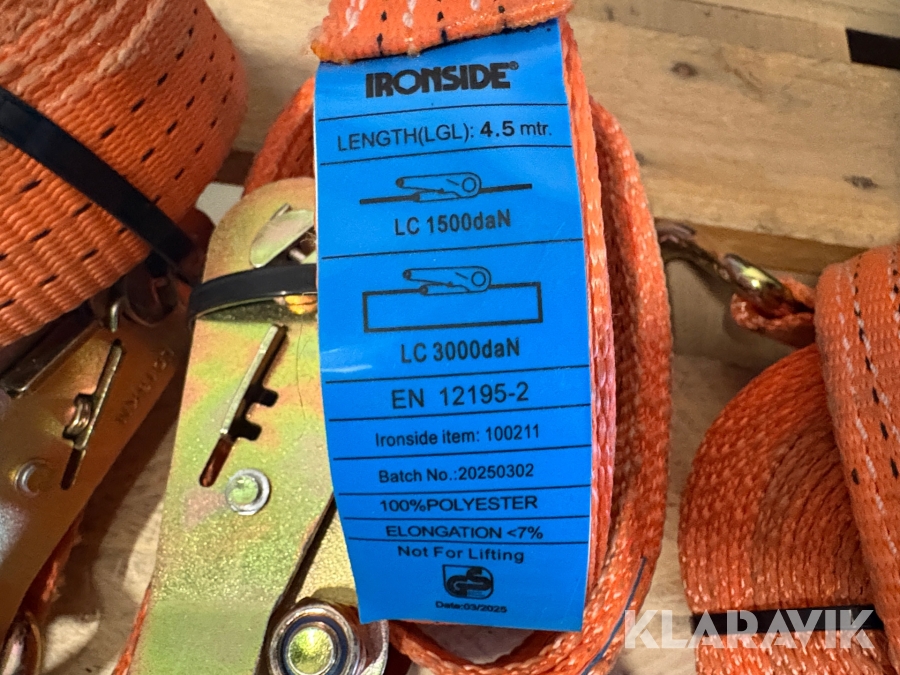 IRONSIDE®
LENGTH(LGL): 4.5 mtr.
LC 1500daN
LC 3000daN
EN 12195-2
Ironside item: 100211
Batch No.:20250302
100%POLYESTER
ELONGATION <7%
Not For Lifting
Date:03/2025
KLARAVIK